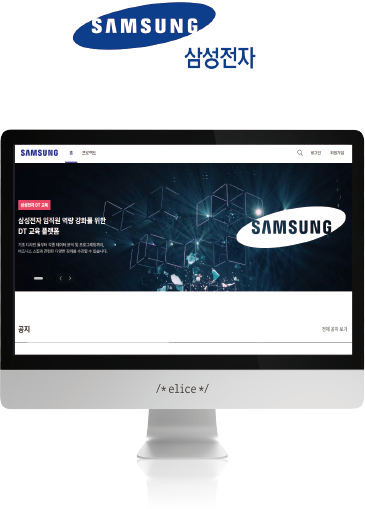 SAMSUNG
삼성전자
SAMSUNG 홈 프로젝트 로그인 회원가입
삼성전자 DT 교육
삼성전자 임직원 역량 강화를 위한
DT 교육 플랫폼
SAMSUNG
공지 전체 공지 보기
/* elice */